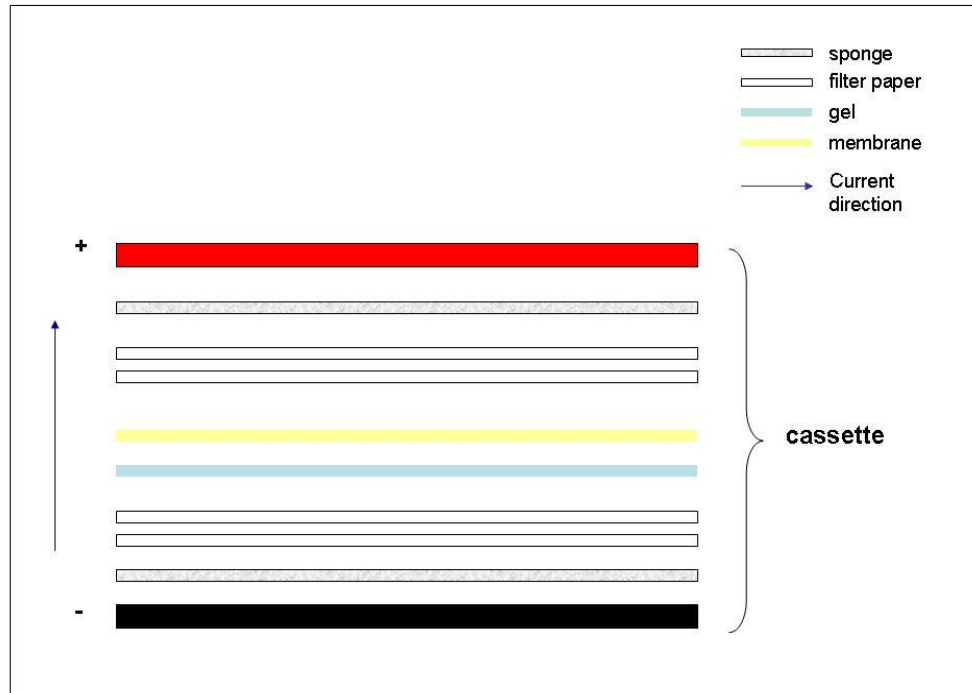 sponge
filter paper
gel
membrane
Current
direction
+
cassette
-